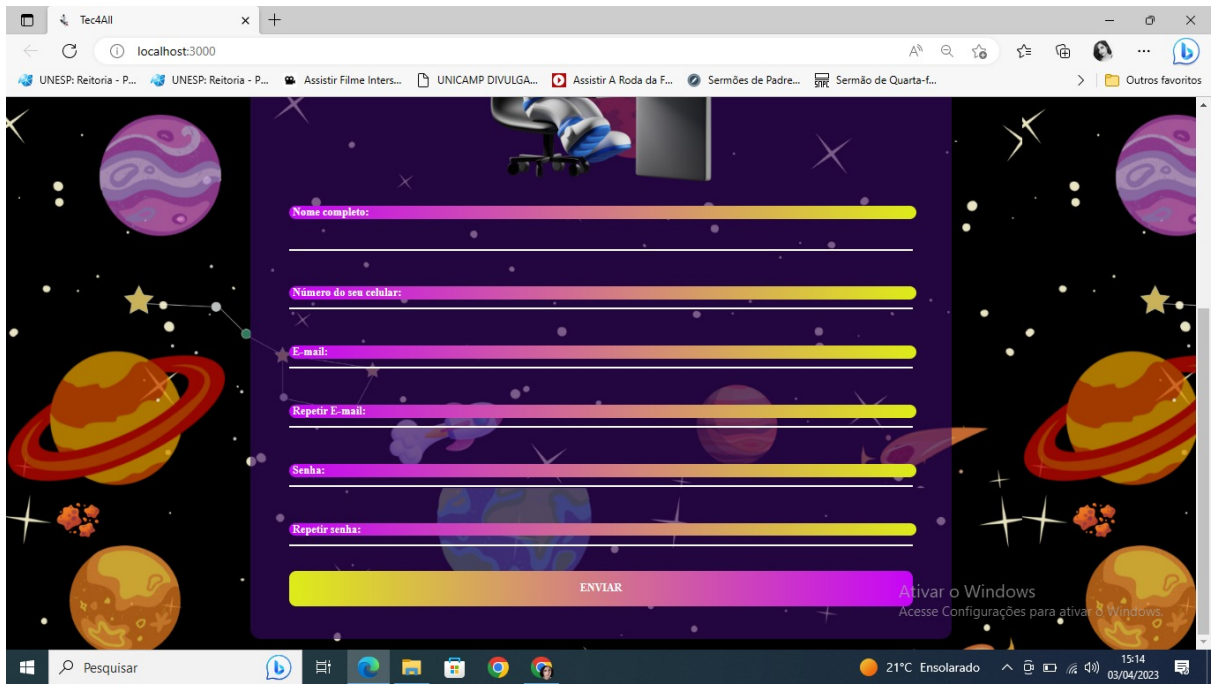 Tec4All
localhost:3000
UNESP: Reitoria - P...
UNESP: Reitoria - P...
Assistir Filme Inters...
UNICAMP DIVULGA...
Assistir A Roda da F...
Sermões de Padre...
Sermão de Quarta-f...
Outros favoritos
Nome completo:
Número do seu celular:
E-mail:
Repetir E-mail:
Senha:
Repetir senha:
ENVIAR
Ativar o Windows
Acesse Configurações para ativar o Windows.
Pesquisar
21°C Ensolarado
15:14
03/04/2023